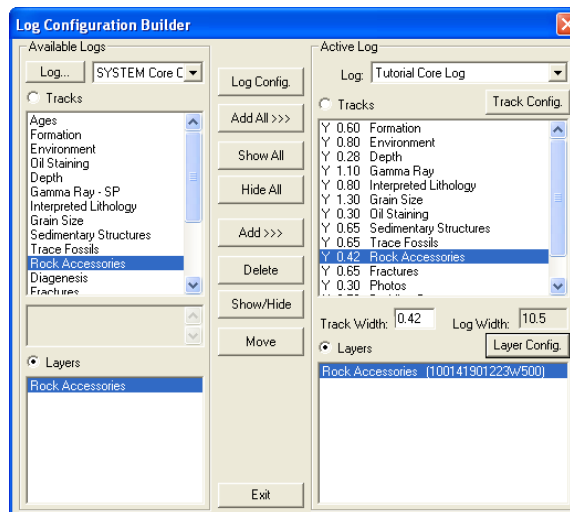 Log Configuration Builder
Available Logs
Log...
SYSTEM Core C
Tracks
Ages
Formation
Environment
Oil Staining
Depth
Gamma Ray - SP
Interpreted Lithology
Grain Size
Sedimentary Structures
Trace Fossils
Rock Accessories
Diagenesis
Fractures
Layers
Rock Accessories
Log Config.
Add All >>>
Show All
Hide All
Add >>>
Delete
Show/Hide
Move
Exit
Active Log
Log: Tutorial Core Log
Tracks
Track Config.
Y 0.60 Formation
Y 0.80 Environment
Y 0.28 Depth
Y 1.10 Gamma Ray
Y 0.80 Interpreted Lithology
Y 1.30 Grain Size
Y 0.30 Oil Staining
Y 0.65 Sedimentary Structures
Y 0.65 Trace Fossils
Y 0.42 Rock Accessories
Y 0.65 Fractures
Y 0.30 Photos
Track Width: 0.42 Log Width: 10.5
Layers
Layer Config.
Rock Accessories (100141901223W500)